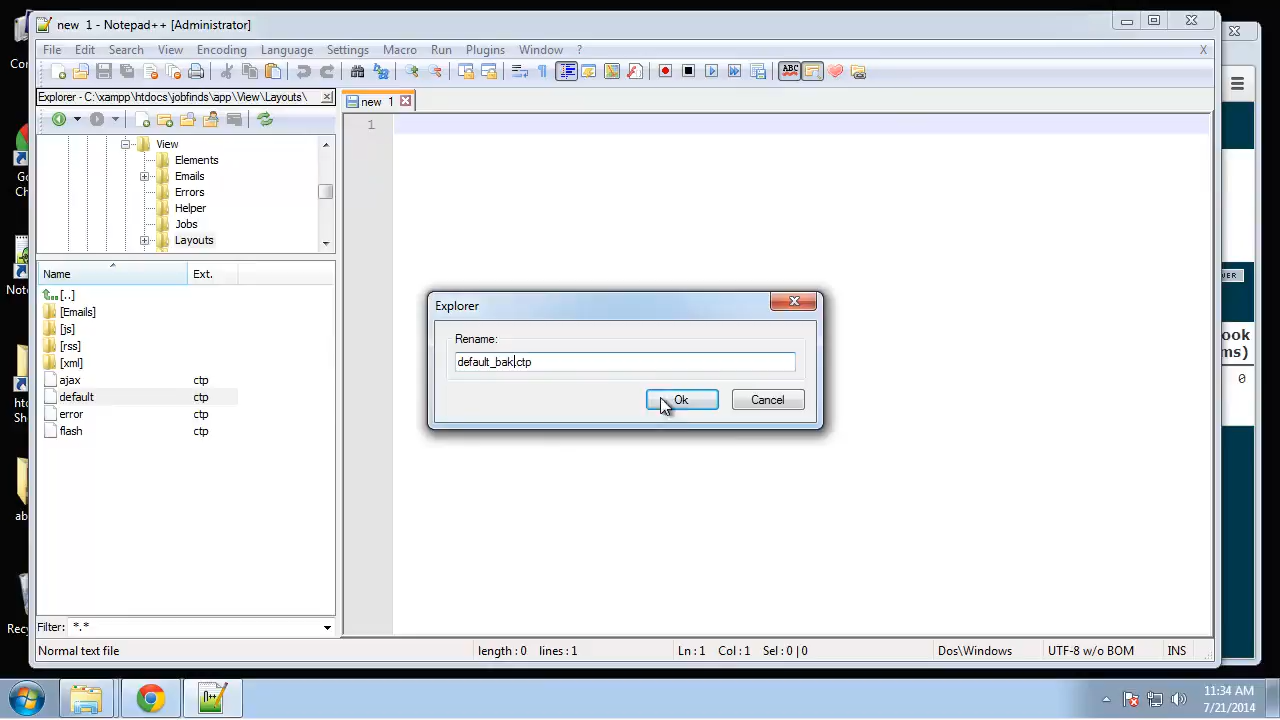 new 1 - Notepad++ [Administrator]
File Edit Search View Encoding Language Settings Macro Run Plugins Window ? X
ABC
Explorer - C:\xampp\htdocs\jobfinds\app\View\Layouts\
new 1
1
View
Elements
Emails
Errors
Helper
Jobs
Layouts
Name Ext.
[..]
[Emails]
[js]
[rss]
[xml]
ajax ctp
default ctp
error ctp
flash ctp
Filter: *.*
Explorer
Rename:
default_bak.ctp
Ok Cancel
0
Normal text file length : 0 lines : 1 Ln : 1 Col : 1 Sel : 0 | 0 Dos\Windows UTF-8 w/o BOM INS
11:34 AM
7/21/2014